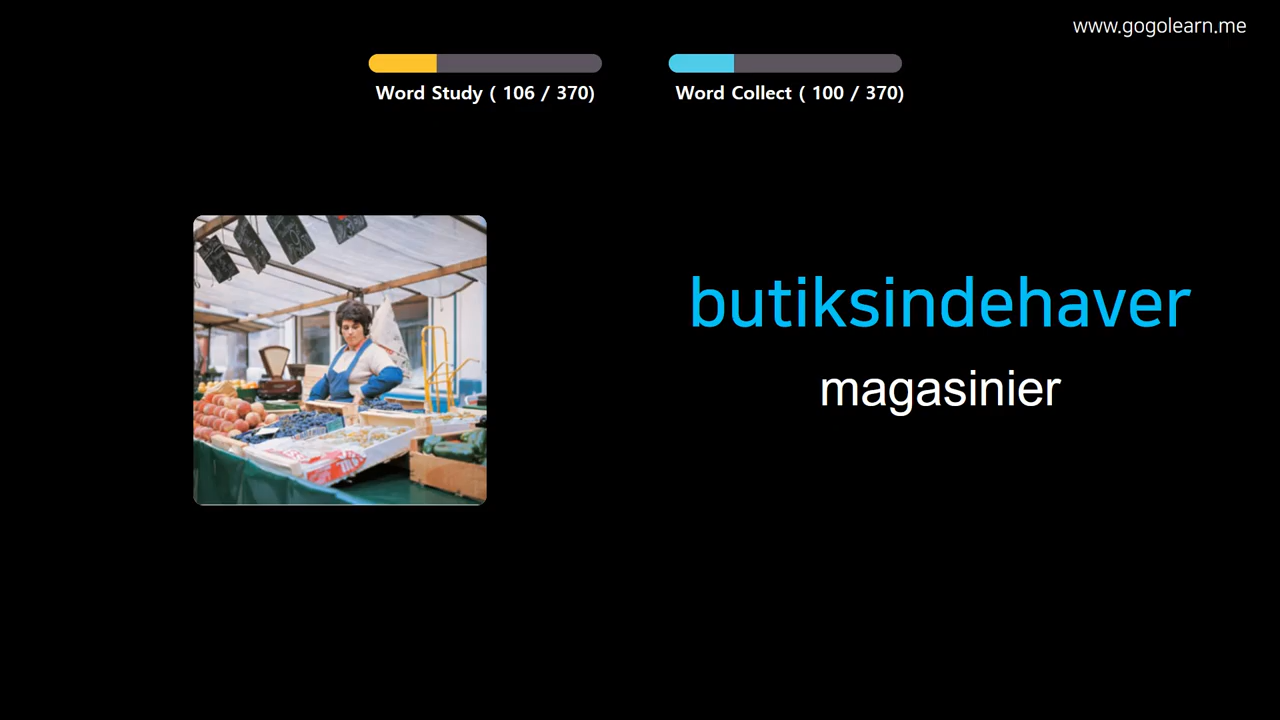 www.gogolearn.me
Word Study ( 106 / 370)
Word Collect ( 100 / 370)
butiksindehaver
magasinier